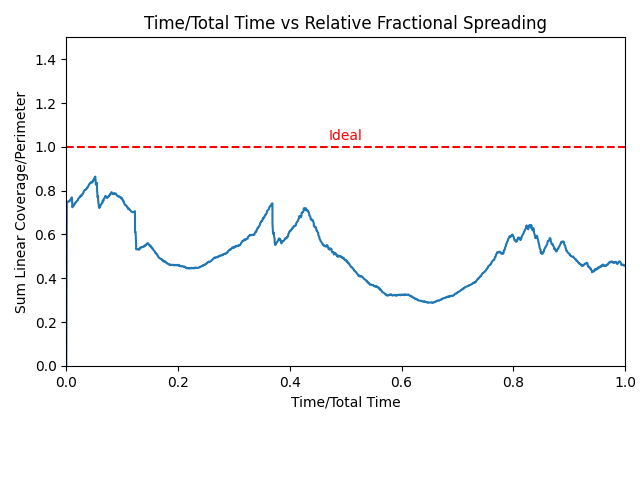 Time/Total Time vs Relative Fractional Spreading
1.4
1.2
1.0
0.8
0.6
0.4
0.2
0.0
Sum Linear Coverage/Perimeter
Ideal
0.0 0.2 0.4 0.6 0.8 1.0
Time/Total Time